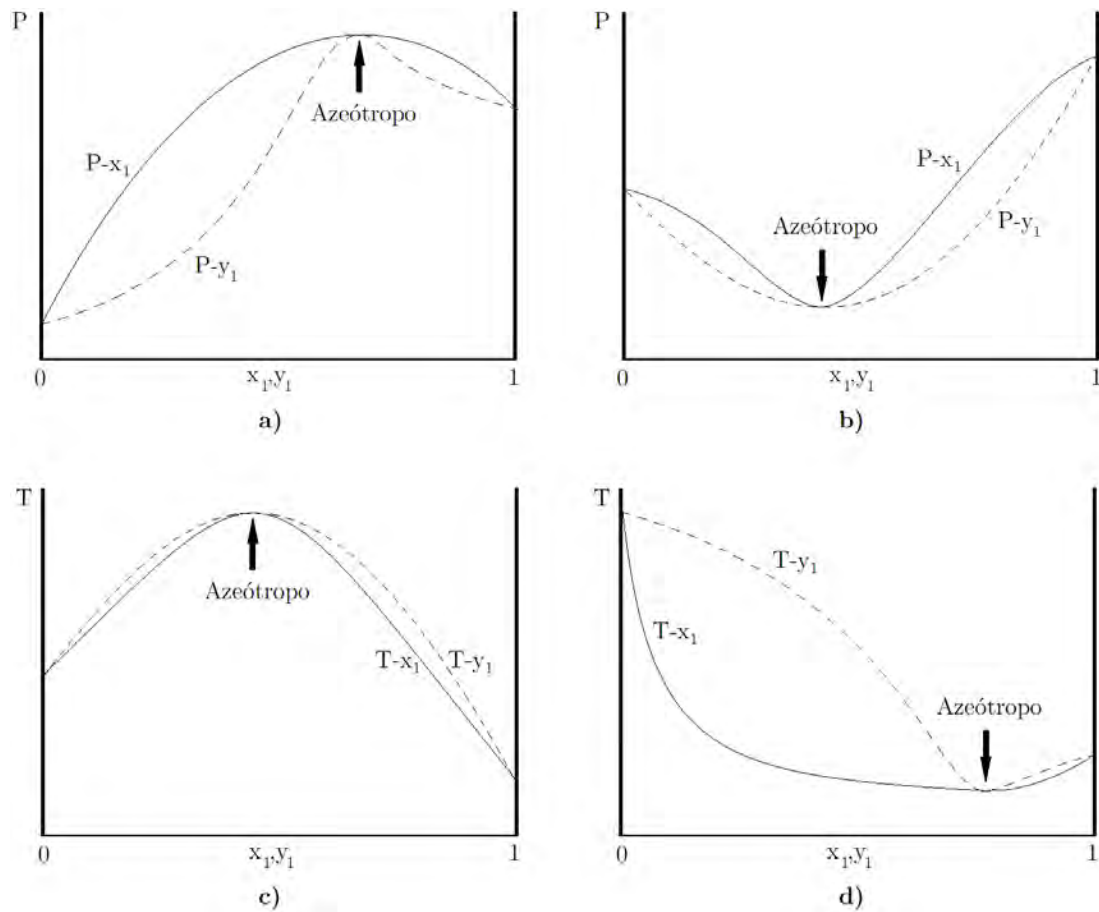 P
Azeótropo
P-x₁
P-y₁
0
x₁,y₁
1
a)
P
P-x₁
Azeótropo
P-y₁
0
x₁,y₁
1
b)
T
Azeótropo
T-x₁
T-y₁
0
x₁,y₁
1
c)
T
T-y₁
T-x₁
Azeótropo
0
x₁,y₁
1
d)